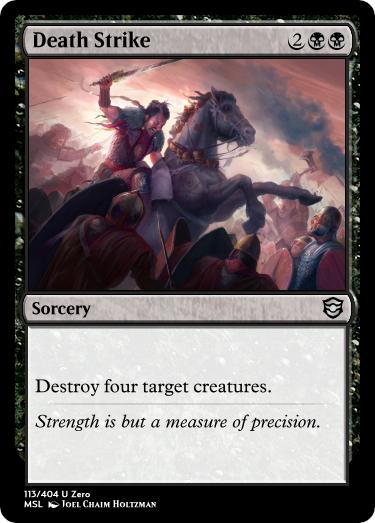 Death Strike 2
Sorcery
Destroy four target creatures.
Strength is but a measure of precision.
113/404 U Zero
MSL Joel Chaim Holtzman